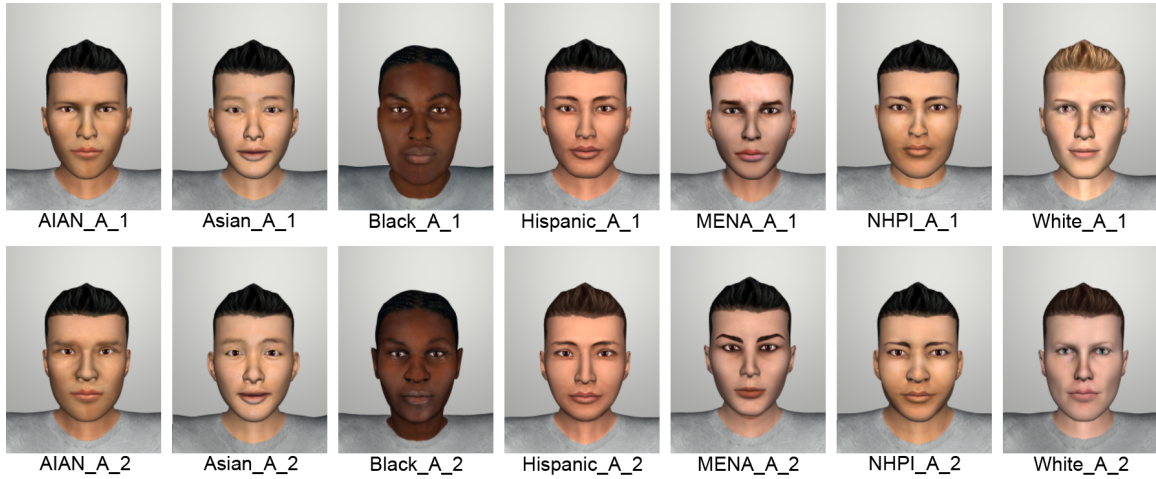 AIAN_A_1 Asian_A_1 Black_A_1 Hispanic_A_1 MENA_A_1 NHPI_A_1 White_A_1
AIAN_A_2 Asian_A_2 Black_A_2 Hispanic_A_2 MENA_A_2 NHPI_A_2 White_A_2